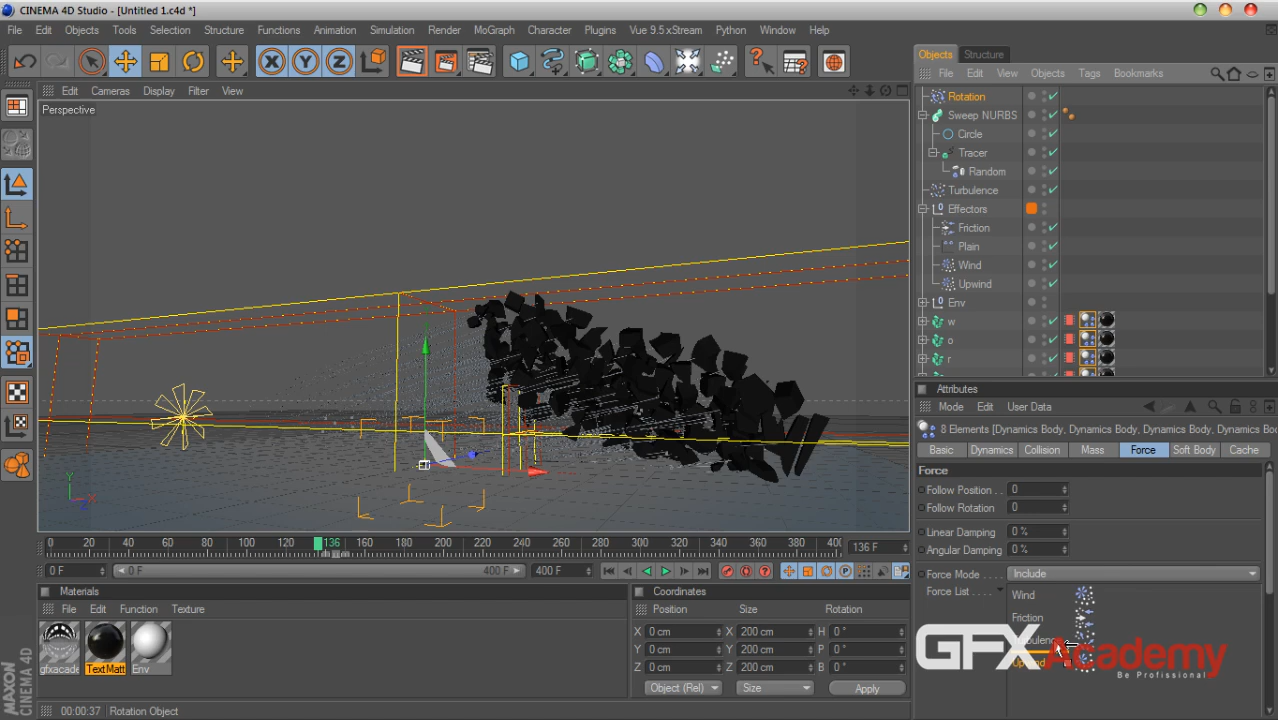 CINEMA 4D Studio - [Untitled 1.c4d *]
File Edit Objects Tools Selection Structure Functions Animation Simulation Render MoGraph Character Plugins Vue 9.5 xStream Python Window Help
Edit Cameras Display Filter View
Perspective
Y
X
Z
0 20 40 60 80 100 120 136 160 180 200 220 240 260 280 300 320 340 360 380 40
136 F
0 F
0 F
400 F
400 F
Materials
File Edit Function Texture
gfxacade
TextMatt
Env
MAXON
CINEMA 4D
00:00:37 Rotation Object
Coordinates
Position Size Rotation
X 0 cm X 200 cm H 0 °
Y 0 cm Y 200 cm P 0 °
Z 0 cm Z 200 cm B 0 °
Object (Rel) Size Apply
Objects Structure
File Edit View Objects Tags Bookmarks
Rotation
Sweep NURBS
Circle
Tracer
Random
Turbulence
Effectors
Friction
Plain
Wind
Upwind
Env
w
o
r
Attributes
Mode Edit User Data
8 Elements [Dynamics Body, Dynamics Body, Dynamics Body, Dynamics Bo
Basic Dynamics Collision Mass Force Soft Body Cache
Force
Follow Position . . 0
Follow Rotation . . 0
Linear Damping 0 %
Angular Damping 0 %
Force Mode . . . . Include
Force List . . . .
Wind
Friction
GFXAcademy
Be Profissional